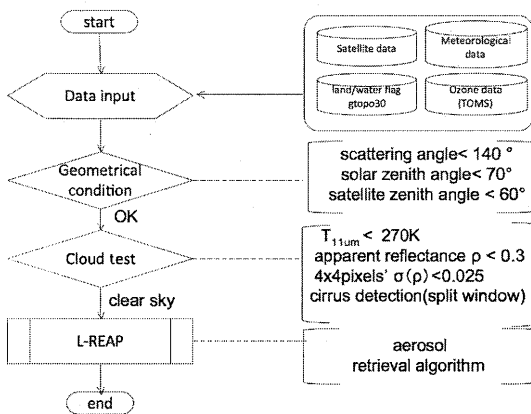 start
Satellite data
Meteorological
data
Data input
land/water flag
gtopo30
Ozone data
(TOMS)
Geometrical
condition
scattering angle< 140 °
solar zenith angle< 70°
satellite zenith angle < 60°
OK
Cloud test
T11um < 270K
apparent reflectance ρ < 0.3
4x4pixels' σ(ρ) <0.025
cirrus detection(split window)
clear sky
L-REAP
aerosol
retrieval algorithm
end